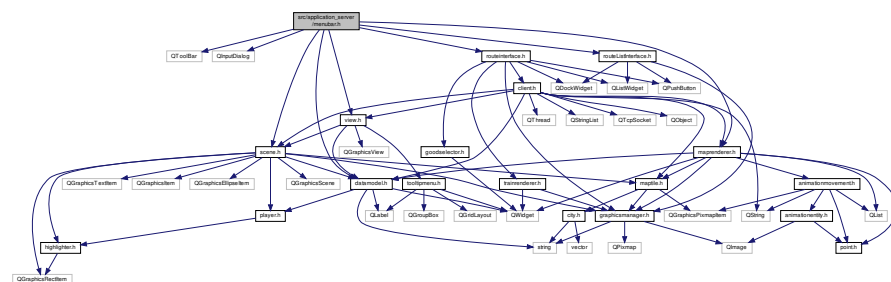 src/application_server
/menubar.h
QToolBar
QInputDialog
routeinterface.h
routeListInterface.h
client.h
QDockWidget
QListWidget
QPushButton
view.h
QThread
QStringList
QTcpSocket
QObject
scene.h
QGraphicsView
goodselector.h
maprenderer.h
QGraphicsTextItem
QGraphicsItem
QGraphicsEllipseItem
QGraphicsScene
datamodel.h
tooltipmenu.h
trainrenderer.h
maptile.h
animationmovement.h
player.h
QLabel
QGroupBox
QGridLayout
QWidget
city.h
graphicsmanager.h
QGraphicsPixmapItem
QString
animationentity.h
QList
highlighter.h
string
vector
QPixmap
QImage
point.h
QGraphicsRectItem